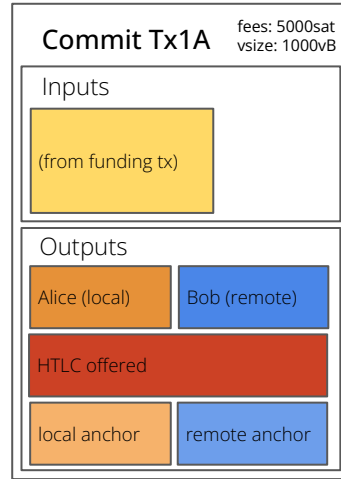 Commit Tx1A
fees: 5000sat
vsize: 1000vB
Inputs
(from funding tx)
Outputs
Alice (local)
Bob (remote)
HTLC offered
local anchor
remote anchor